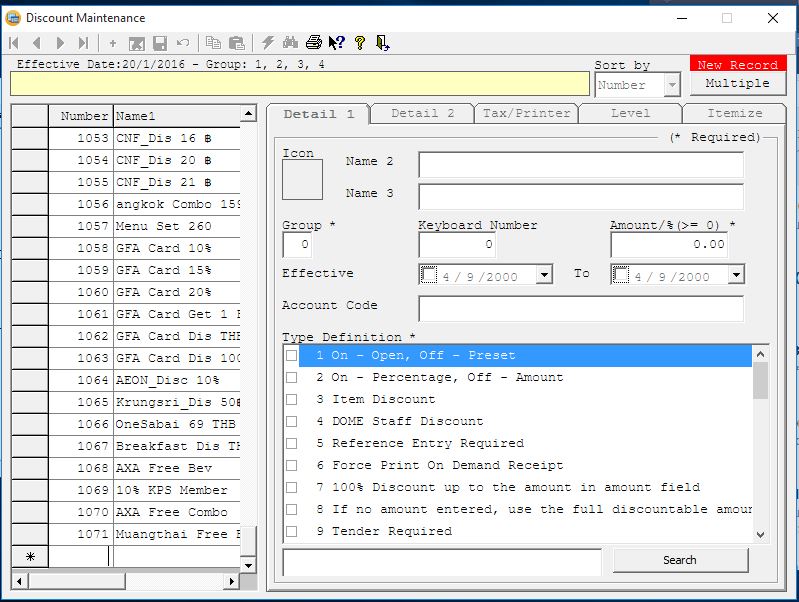 Discount Maintenance
Effective Date:20/1/2016 - Group: 1, 2, 3, 4
Sort by
New Record
Number
Multiple
Number Name1
1053 CNF_Dis 16 ฿
1054 CNF_Dis 20 ฿
1055 CNF_Dis 21 ฿
1056 angkok Combo 159
1057 Menu Set 260
1058 GFA Card 10%
1059 GFA Card 15%
1060 GFA Card 20%
1061 GFA Card Get 1
1062 GFA Card Dis THB
1063 GFA Card Dis 100
1064 AEON_Disc 10%
1065 Krungsri_Dis 50฿
1066 OneSabai 69 THB
1067 Breakfast Dis TH
1068 AXA Free Bev
1069 10% KPS Member
1070 AXA Free Combo
1071 Muangthai Free
*
Detail 1 Detail 2 Tax/Printer Level Itemize
(* Required)
Icon
Name 2
Name 3
Group * Keyboard Number Amount/%(>= 0) *
0 0 0.00
Effective 4 / 9 /2000 To 4 / 9 /2000
Account Code
Type Definition *
1 On - Open, Off - Preset
2 On - Percentage, Off - Amount
3 Item Discount
4 DOME Staff Discount
5 Reference Entry Required
6 Force Print On Demand Receipt
7 100% Discount up to the amount in amount field
8 If no amount entered, use the full discountable amoun
9 Tender Required
Search